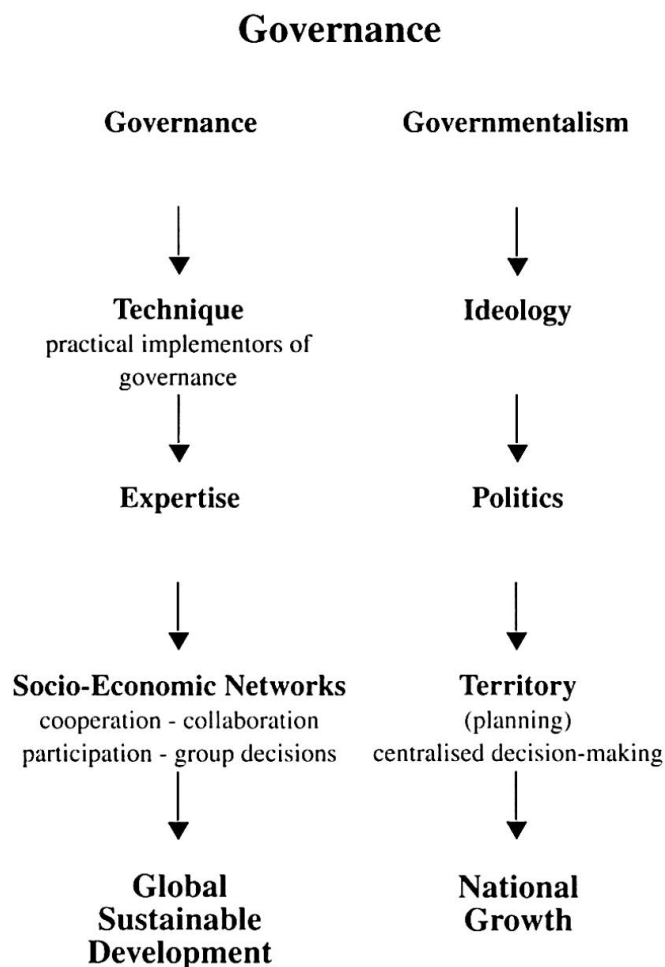 Governance
Governance
Governmentalism
Technique
practical implementors of
governance
Ideology
Expertise
Politics
Socio-Economic Networks
cooperation - collaboration
participation - group decisions
Territory
(planning)
centralised decision-making
Global
Sustainable
Development
National
Growth